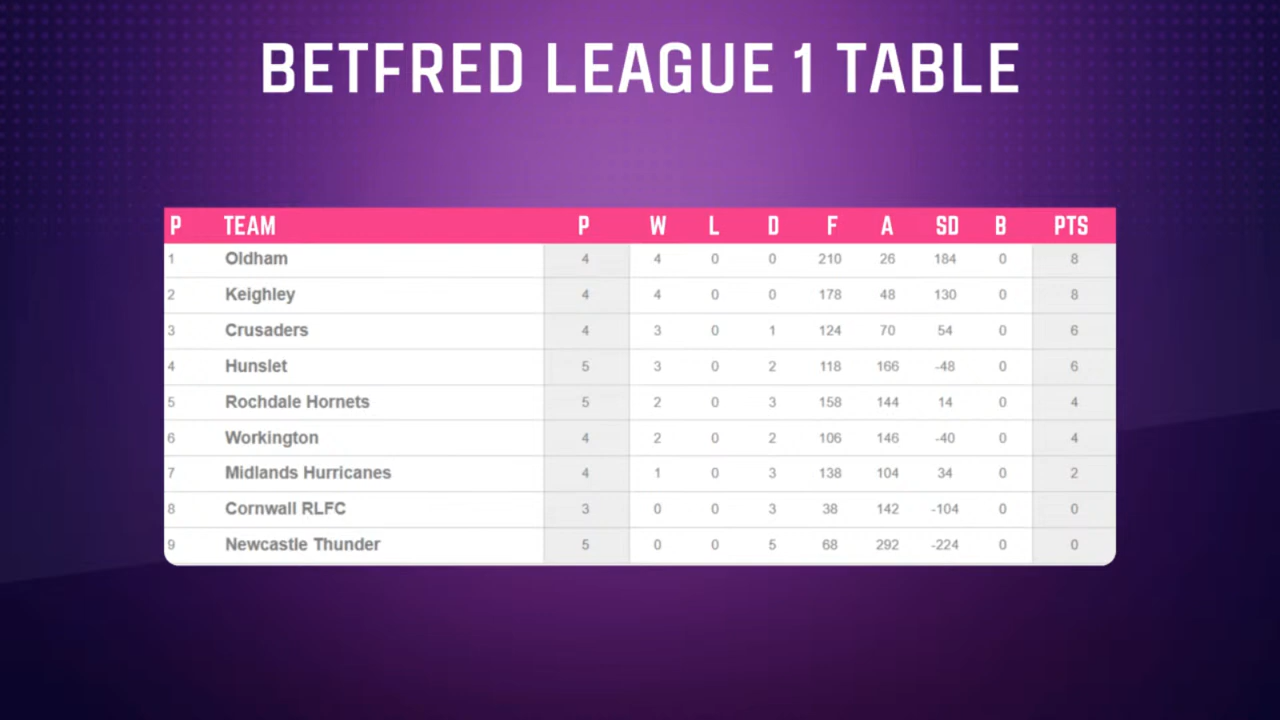 BETFRED LEAGUE 1 TABLE
P TEAM P W L D F A SD B PTS
1 Oldham 4 4 0 0 210 26 184 0 8
2 Keighley 4 4 0 0 178 48 130 0 8
3 Crusaders 4 3 0 1 124 70 54 0 6
4 Hunslet 5 3 0 2 118 166 -48 0 6
5 Rochdale Hornets 5 2 0 3 158 144 14 0 4
6 Workington 4 2 0 2 106 146 -40 0 4
7 Midlands Hurricanes 4 1 0 3 138 104 34 0 2
8 Cornwall RLFC 3 0 0 3 38 142 -104 0 0
9 Newcastle Thunder 5 0 0 5 68 292 -224 0 0